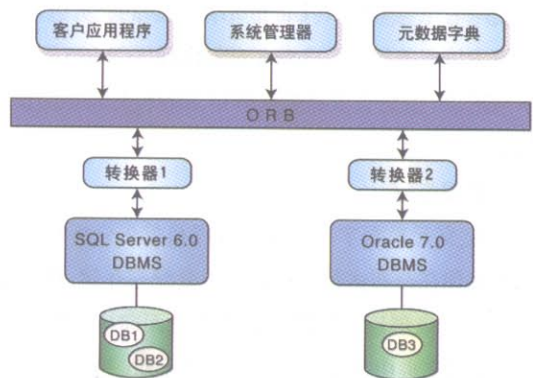 客户应用程序
系统管理器
元数据字典
ORB
转换器1
转换器2
SQL Server 6.0
DBMS
Oracle 7.0
DBMS
DB1
DB2
DB3